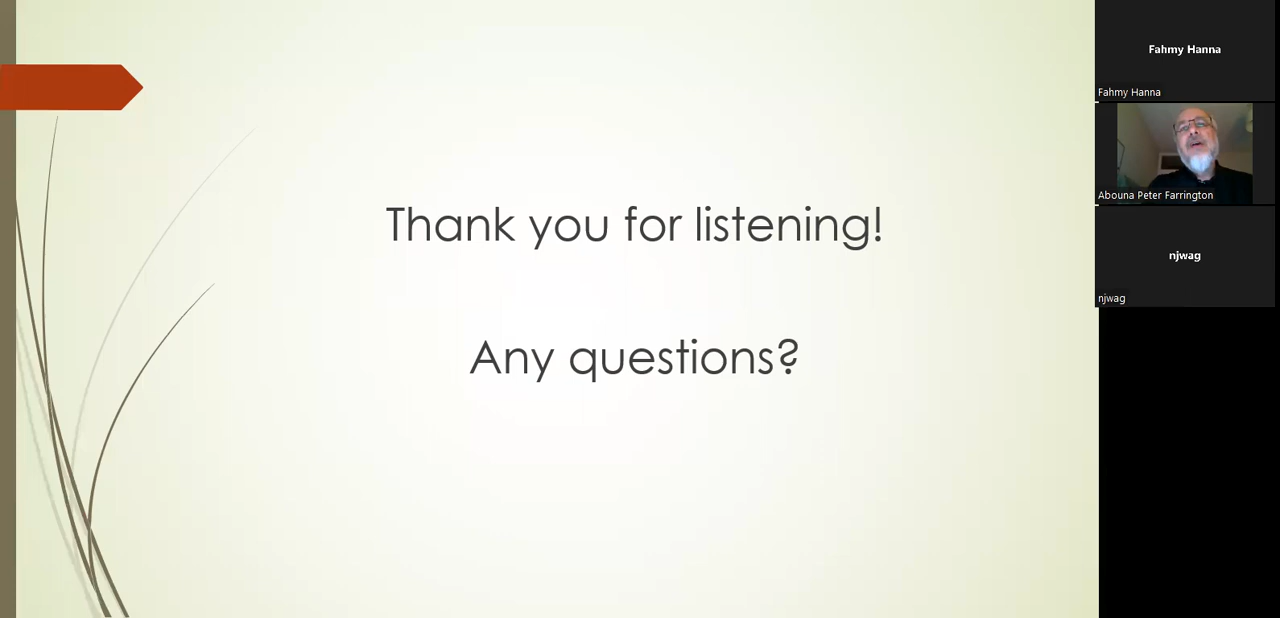 Thank you for listening!
Any questions?
Fahmy Hanna
Fahmy Hanna
Abouna Peter Farrington
njwag
njwag